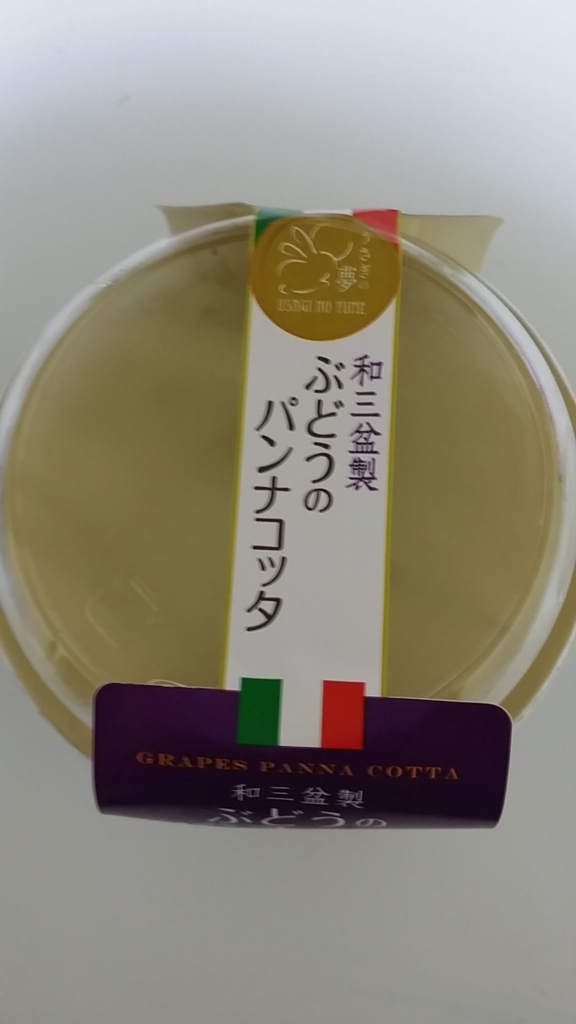 うさぎの
夢
USAGI NO YUME
和三盆製
ぶどうの
パンナコッタ
GRAPES PANNA COTTA
和三盆製
ぶどうの